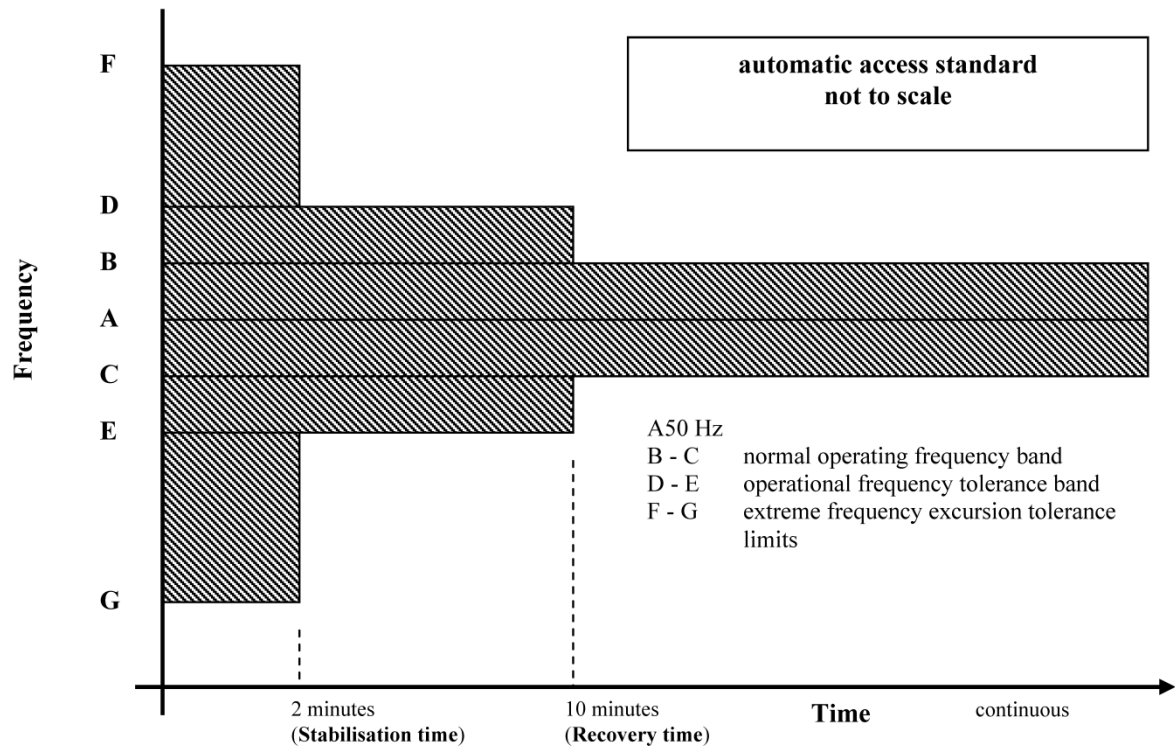 F
automatic access standard
not to scale
D
B
Frequency
A
C
E
A50 Hz
B - C normal operating frequency band
D - E operational frequency tolerance band
F - G extreme frequency excursion tolerance
limits
G
2 minutes
(Stabilisation time)
10 minutes
(Recovery time)
Time
continuous